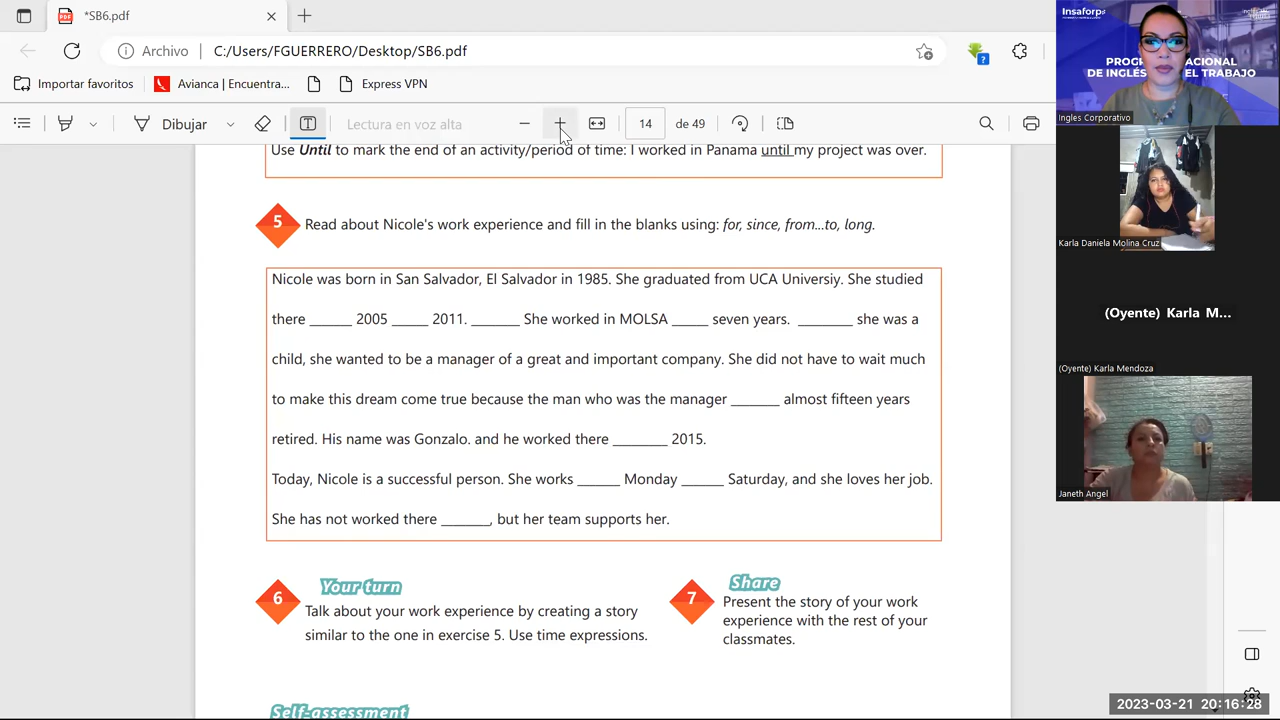 *SB6.pdf
Archivo
C:/Users/FGUERRERO/Desktop/SB6.pdf
Importar favoritos
Avianca | Encuentra...
Express VPN
Dibujar
Lectura en voz alta
14
de 49
Use Until to mark the end of an activity/period of time: I worked in Panama until my project was over.
5
Read about Nicole's work experience and fill in the blanks using: for, since, from...to, long.
Nicole was born in San Salvador, El Salvador in 1985. She graduated from UCA Universiy. She studied
there ______ 2005 _____ 2011. _______ She worked in MOLSA _____ seven years. ________ she was a
child, she wanted to be a manager of a great and important company. She did not have to wait much
to make this dream come true because the man who was the manager _______ almost fifteen years
retired. His name was Gonzalo. and he worked there ________ 2015.
Today, Nicole is a successful person. She works ______ Monday ______ Saturday, and she loves her job.
She has not worked there _______, but her team supports her.
6
Your turn
Talk about your work experience by creating a story
similar to the one in exercise 5. Use time expressions.
7
Share
Present the story of your work
experience with the rest of your
classmates.
Self-assessment
Insaforp
DE INGLÉS
EL TRABAJO
Ingles Corporativo
Karla Daniela Molina Cruz
(Oyente) Karla M...
(Oyente) Karla Mendoza
Janeth Angel
2023-03-21 20:16:28